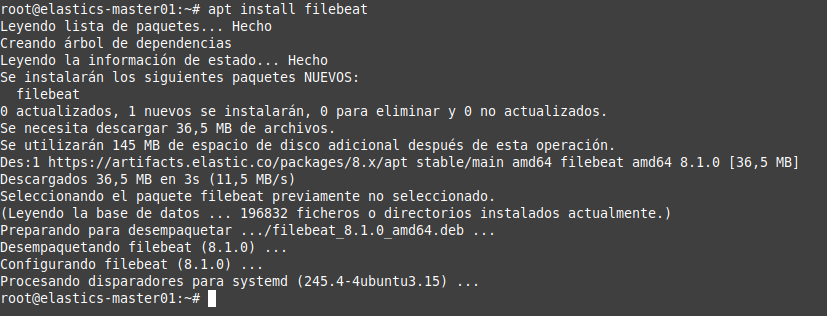 root@elastics-master01:~# apt install filebeat
Leyendo lista de paquetes... Hecho
Creando árbol de dependencias
Leyendo la información de estado... Hecho
Se instalarán los siguientes paquetes NUEVOS:
  filebeat
0 actualizados, 1 nuevos se instalarán, 0 para eliminar y 0 no actualizados.
Se necesita descargar 36,5 MB de archivos.
Se utilizarán 145 MB de espacio de disco adicional después de esta operación.
Des:1 https://artifacts.elastic.co/packages/8.x/apt stable/main amd64 filebeat amd64 8.1.0 [36,5 MB]
Descargados 36,5 MB en 3s (11,5 MB/s)
Seleccionando el paquete filebeat previamente no seleccionado.
(Leyendo la base de datos ... 196832 ficheros o directorios instalados actualmente.)
Preparando para desempaquetar .../filebeat_8.1.0_amd64.deb ...
Desempaquetando filebeat (8.1.0) ...
Configurando filebeat (8.1.0) ...
Procesando disparadores para systemd (245.4-4ubuntu3.15) ...
root@elastics-master01:~#